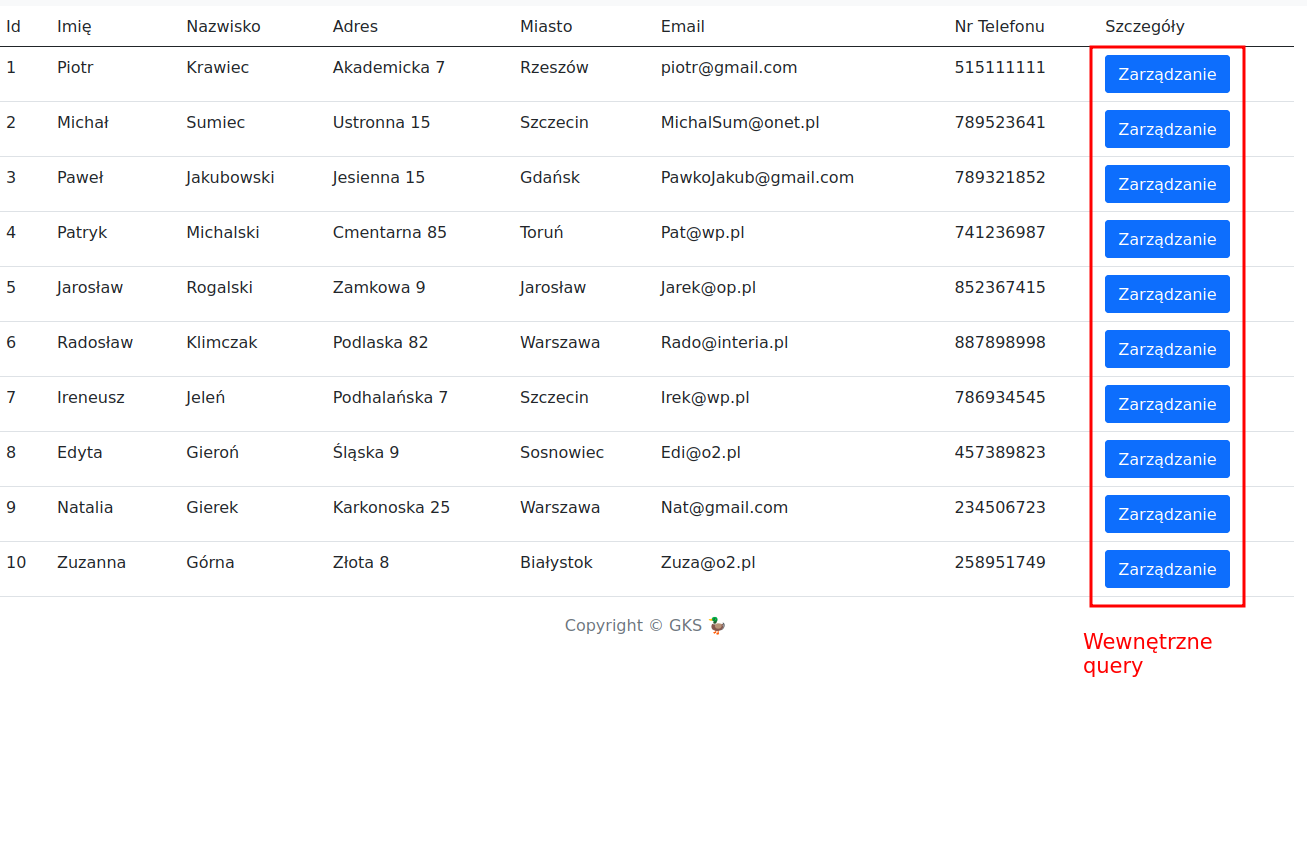 Id Imię Nazwisko Adres Miasto Email Nr Telefonu Szczegóły
1 Piotr Krawiec Akademicka 7 Rzeszów piotr@gmail.com 515111111 Zarządzanie
2 Michał Sumiec Ustronna 15 Szczecin MichalSum@onet.pl 789523641 Zarządzanie
3 Paweł Jakubowski Jesienna 15 Gdańsk PawkoJakub@gmail.com 789321852 Zarządzanie
4 Patryk Michalski Cmentarna 85 Toruń Pat@wp.pl 741236987 Zarządzanie
5 Jarosław Rogalski Zamkowa 9 Jarosław Jarek@op.pl 852367415 Zarządzanie
6 Radosław Klimczak Podlaska 82 Warszawa Rado@interia.pl 887898998 Zarządzanie
7 Ireneusz Jeleń Podhalańska 7 Szczecin Irek@wp.pl 786934545 Zarządzanie
8 Edyta Gieroń Śląska 9 Sosnowiec Edi@o2.pl 457389823 Zarządzanie
9 Natalia Gierek Karkonoska 25 Warszawa Nat@gmail.com 234506723 Zarządzanie
10 Zuzanna Górna Złota 8 Białystok Zuza@o2.pl 258951749 Zarządzanie
Copyright © GKS 🦆
Wewnętrzne
query